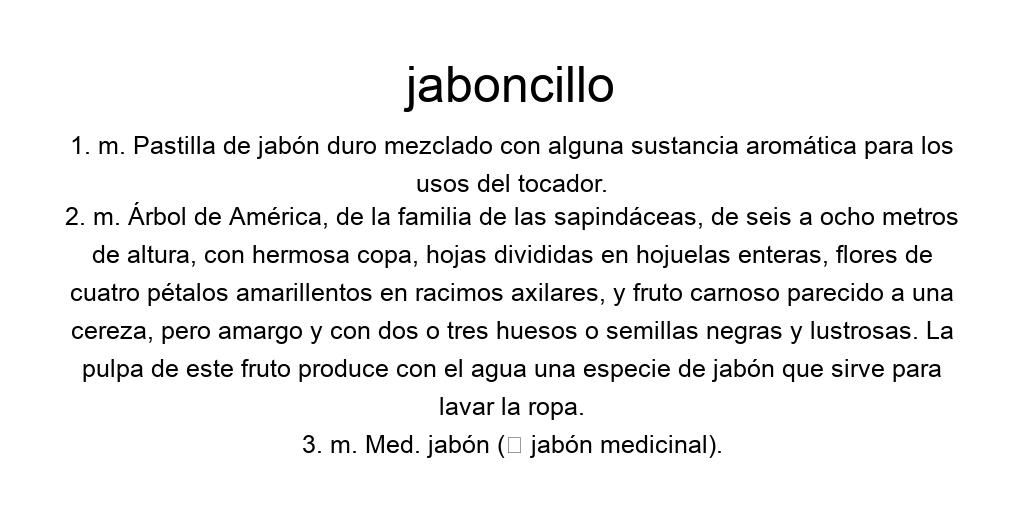 jaboncillo
1. m. Pastilla de jabón duro mezclado con alguna sustancia aromática para los
usos del tocador.
2. m. Árbol de América, de la familia de las sapindáceas, de seis a ocho metros
de altura, con hermosa copa, hojas divididas en hojuelas enteras, flores de
cuatro pétalos amarillentos en racimos axilares, y fruto carnoso parecido a una
cereza, pero amargo y con dos o tres huesos o semillas negras y lustrosas. La
pulpa de este fruto produce con el agua una especie de jabón que sirve para
lavar la ropa.
3. m. Med. jabón (▯ jabón medicinal).